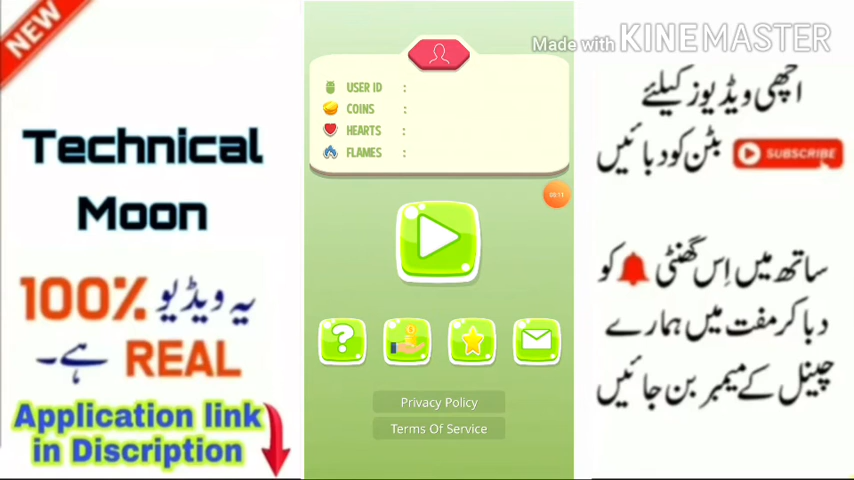 NEW
Technical
Moon
یہ ویڈیو 100%
REAL ہے۔
Application link
in Discription
USER ID :
COINS :
HEARTS :
FLAMES :
00:11
Privacy Policy
Terms Of Service
Made with KINEMASTER
اچھی ویڈیوز کیلئے
SUBSCRIBE بٹن کو دبائیں
ساتھ میں اِس گھنٹی کو
دبا کر مفت میں ہمارے
چینل کے میمبر بن جائیں